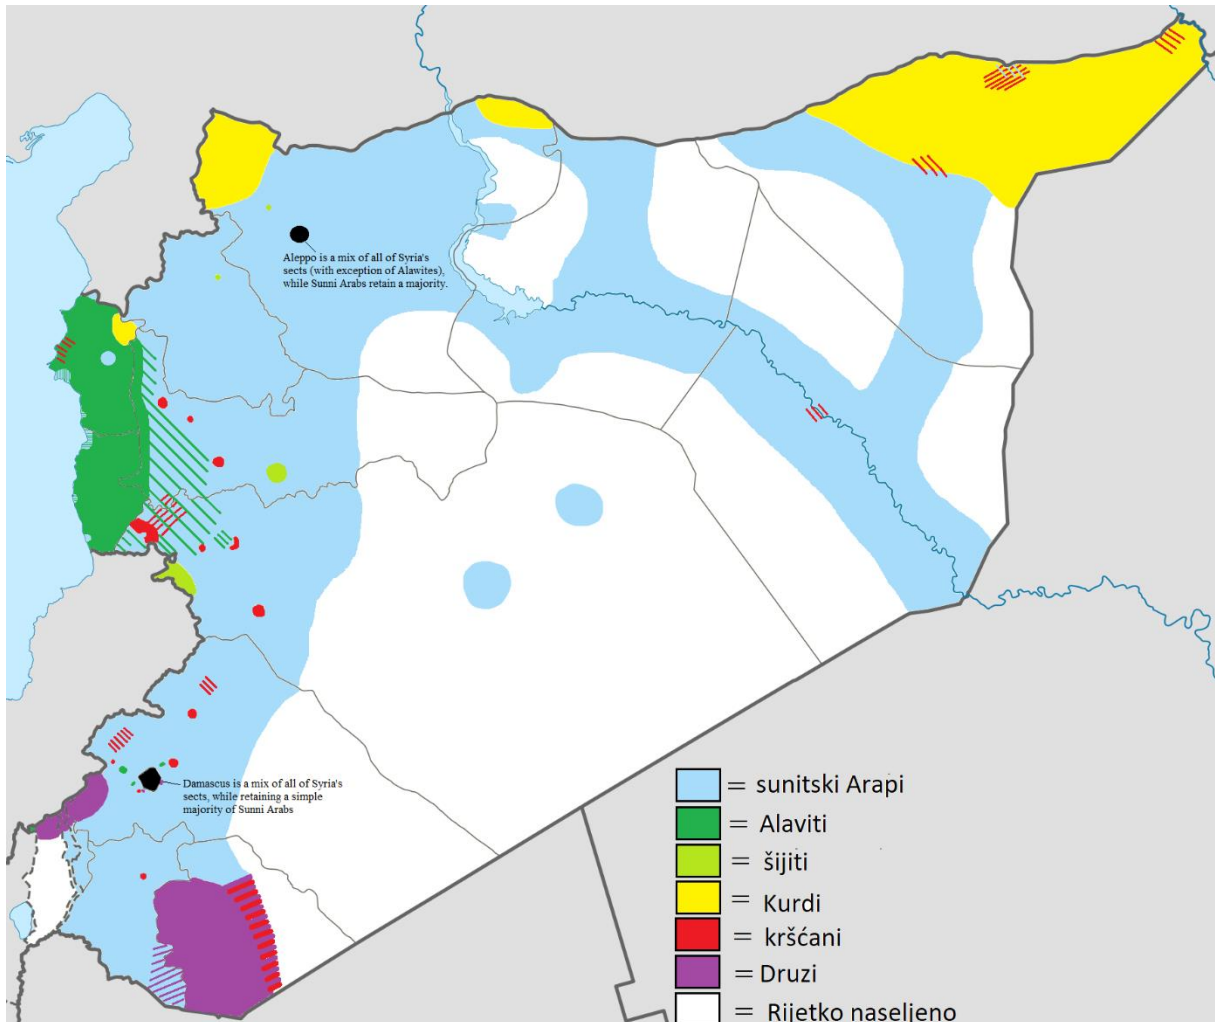 Aleppo is a mix of all of Syria's
sects (with exception of Alawites),
while Sunni Arabs retain a majority.
Damascus is a mix of all of Syria's
sects, while retaining a simple
majority of Sunni Arabs
= sunitski Arapi
= Alaviti
= šijiti
= Kurdi
= kršćani
= Druzi
= Rijetko naseljeno